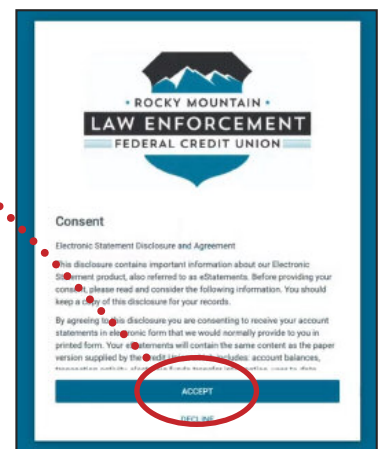 • ROCKY MOUNTAIN •
LAW ENFORCEMENT
FEDERAL CREDIT UNION
Consent
Electronic Statement Disclosure and Agreement
This disclosure contains important information about our Electronic
Statement product, also referred to as eStatements. Before providing your
consent, please read and consider the following information. You should
keep a copy of this disclosure for your records.
By agreeing to this disclosure you are consenting to receive your account
statements in electronic form that we would normally provide to you in
printed form. Your eStatements will contain the same content as the paper
version supplied by the Credit Union which includes: account balances,
ACCEPT
DECLINE